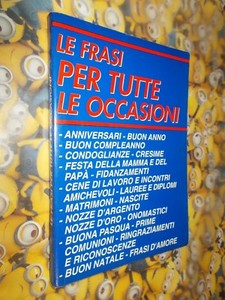 LE FRASI
PER TUTTE
LE OCCASIONI
- ANNIVERSARI - BUON ANNO
- BUON COMPLEANNO
- CONDOGLIANZE - CRESIME
- FESTA DELLA MAMMA E DEL
PAPÀ - FIDANZAMENTI
- CENE DI LAVORO E INCONTRI
AMICHEVOLI - LAUREE E DIPLOMI
- MATRIMONI - NASCITE
- NOZZE D'ARGENTO
NOZZE D'ORO - ONOMASTICI
- BUONA PASQUA - PRIME
COMUNIONI - RINGRAZIAMENTI
E RICONOSCENZE
- BUON NATALE - FRASI D'AMORE